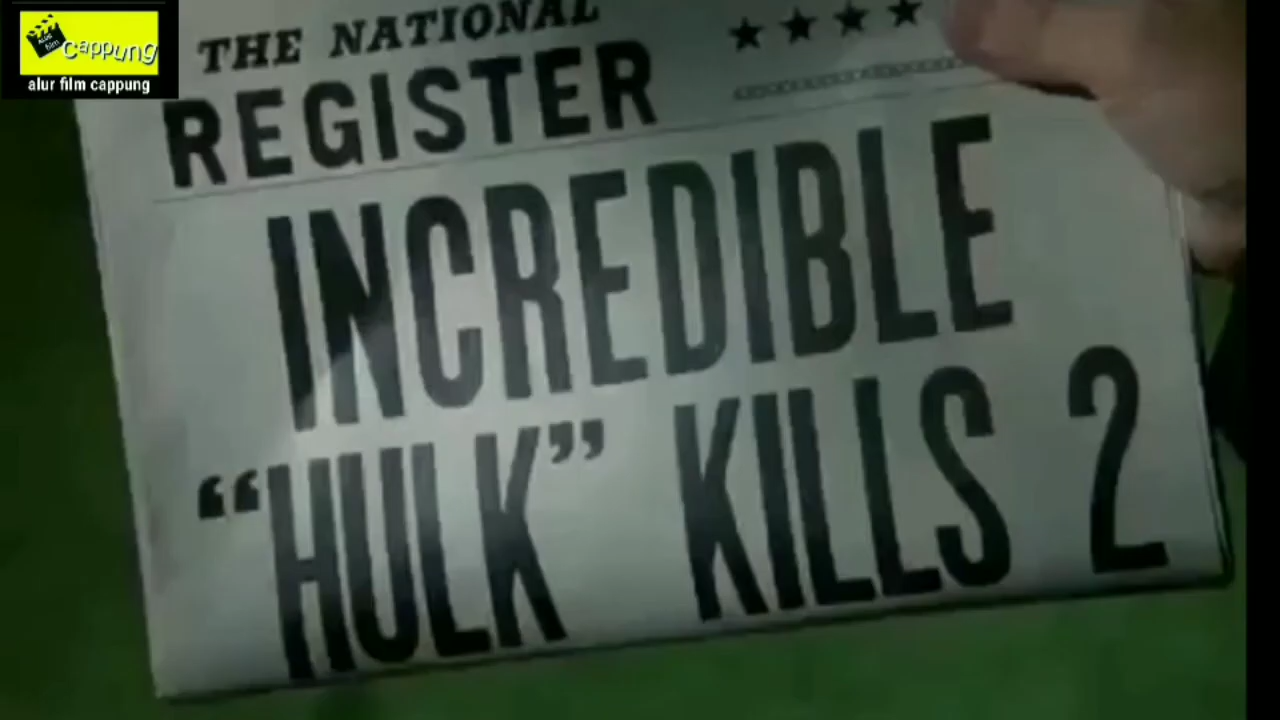 Cappung
alur film cappung
THE NATIONAL
REGISTER
INCREDIBLE
“HULK” KILLS 2